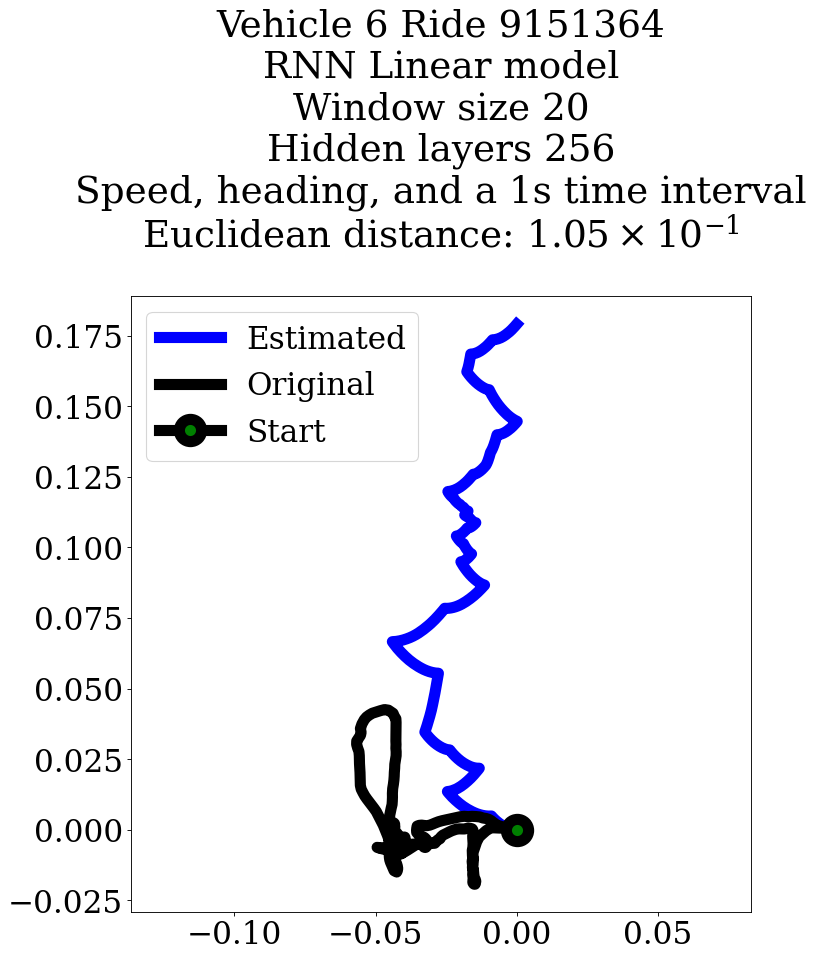 Vehicle 6 Ride 9151364
RNN Linear model
Window size 20
Hidden layers 256
Speed, heading, and a 1s time interval
Euclidean distance: 1.05 × 10⁻¹
Estimated
Original
Start
0.175
0.150
0.125
0.100
0.075
0.050
0.025
0.000
−0.025
−0.10
−0.05
0.00
0.05